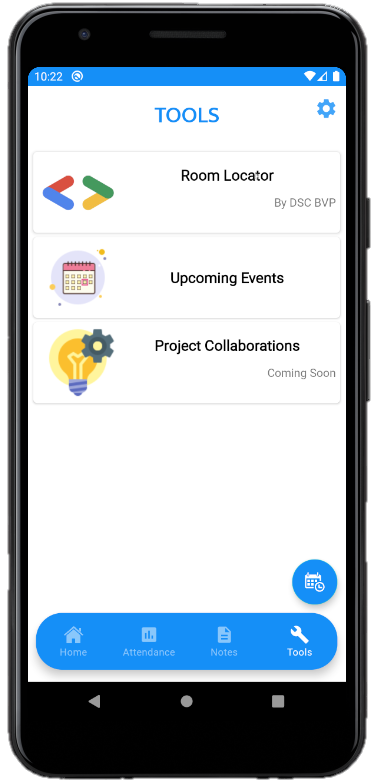 10:22
TOOLS
Room Locator
By DSC BVP
Upcoming Events
Project Collaborations
Coming Soon
Home
Attendance
Notes
Tools